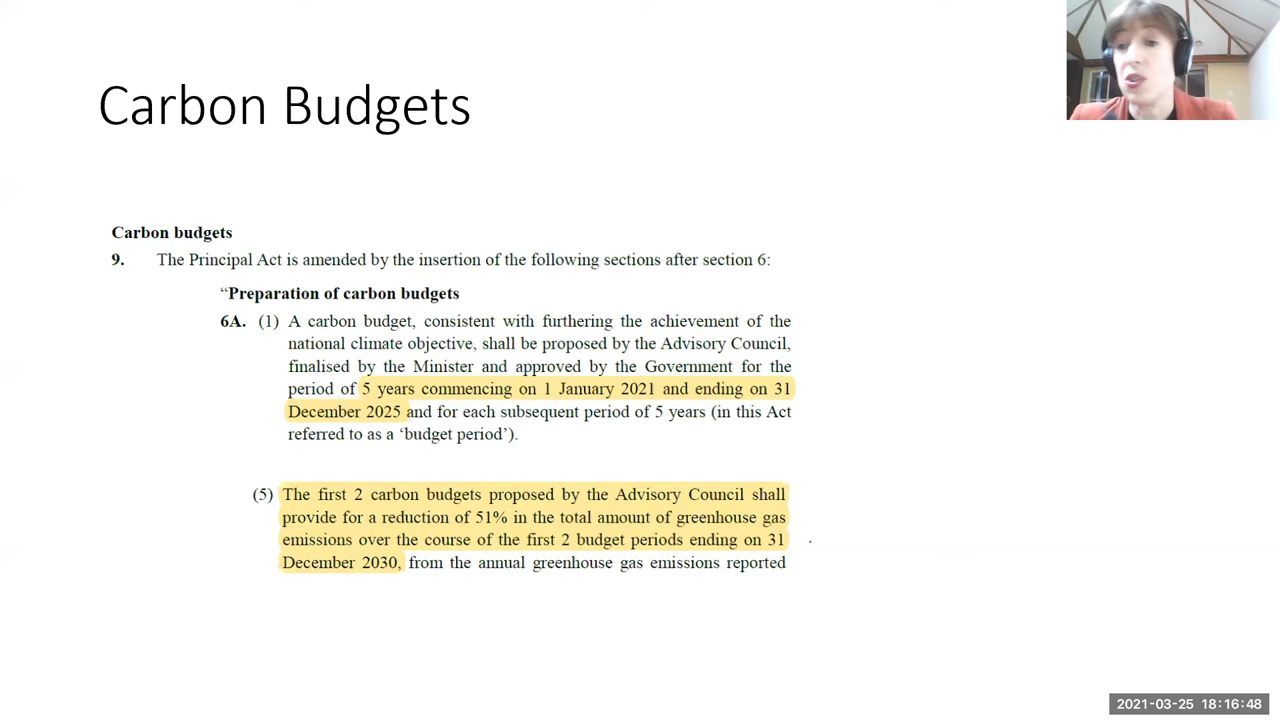 Carbon Budgets
Carbon budgets
9. The Principal Act is amended by the insertion of the following sections after section 6:
“Preparation of carbon budgets
6A. (1) A carbon budget, consistent with furthering the achievement of the
national climate objective, shall be proposed by the Advisory Council,
finalised by the Minister and approved by the Government for the
period of 5 years commencing on 1 January 2021 and ending on 31
December 2025 and for each subsequent period of 5 years (in this Act
referred to as a ‘budget period’).
(5) The first 2 carbon budgets proposed by the Advisory Council shall
provide for a reduction of 51% in the total amount of greenhouse gas
emissions over the course of the first 2 budget periods ending on 31
December 2030, from the annual greenhouse gas emissions reported
2021-03-25 18:16:48